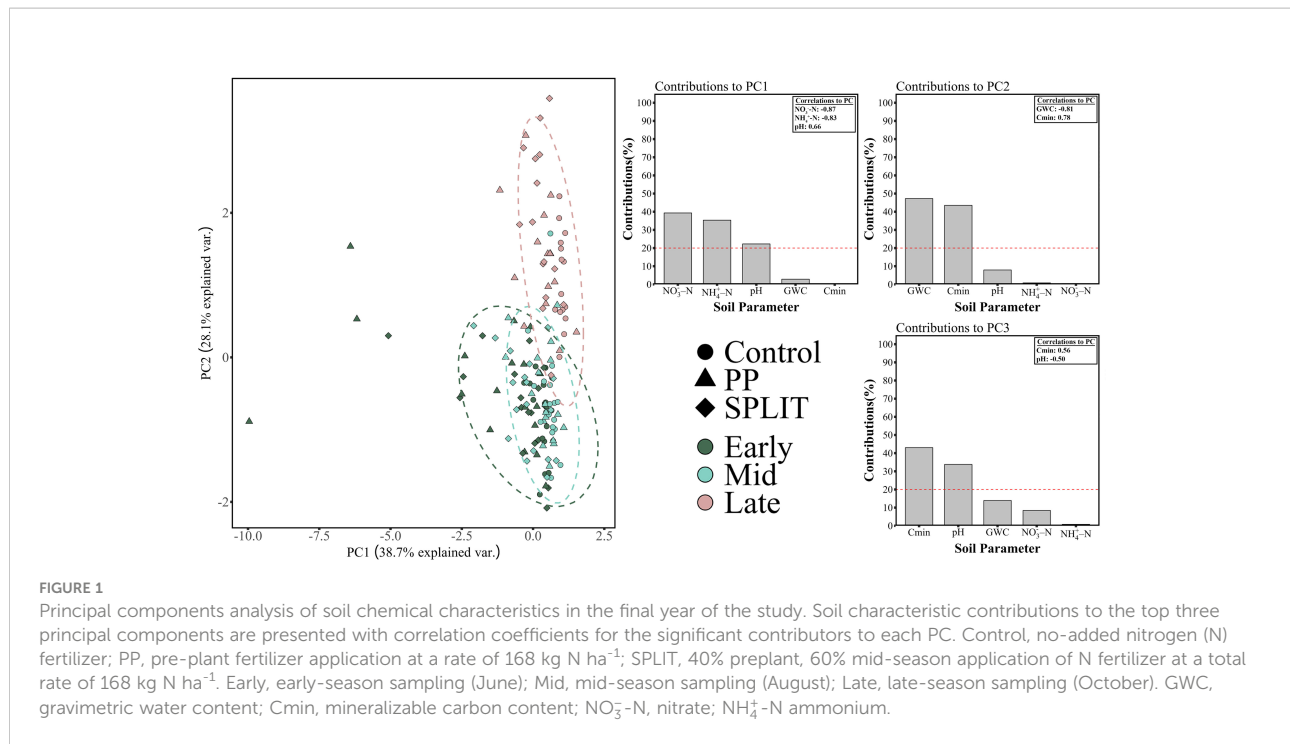 2
0
-2
PC2 (28.1% explained var.)
-10.0 -7.5 -5.0 -2.5 0.0 2.5
PC1 (38.7% explained var.)
Control
PP
SPLIT
Early
Mid
Late
Contributions to PC1
Correlations to PC
NO₃⁻-N: -0.87
NH₄⁺-N: -0.83
pH: 0.66
100
90
80
70
60
50
40
30
20
10
0
Contributions(%)
NO₃⁻–N NH₄⁺–N pH GWC Cmin
Soil Parameter
Contributions to PC2
Correlations to PC
GWC: -0.81
Cmin: 0.78
100
90
80
70
60
50
40
30
20
10
0
Contributions(%)
GWC Cmin pH NH₄⁺–N NO₃⁻–N
Soil Parameter
Contributions to PC3
Correlations to PC
Cmin: 0.56
pH: -0.50
100
90
80
70
60
50
40
30
20
10
0
Contributions(%)
Cmin pH GWC NO₃⁻–N NH₄⁺–N
Soil Parameter
FIGURE 1
Principal components analysis of soil chemical characteristics in the final year of the study. Soil characteristic contributions to the top three
principal components are presented with correlation coefficients for the significant contributors to each PC. Control, no-added nitrogen (N)
fertilizer; PP, pre-plant fertilizer application at a rate of 168 kg N ha⁻¹; SPLIT, 40% preplant, 60% mid-season application of N fertilizer at a total
rate of 168 kg N ha⁻¹. Early, early-season sampling (June); Mid, mid-season sampling (August); Late, late-season sampling (October). GWC,
gravimetric water content; Cmin, mineralizable carbon content; NO₃⁻-N, nitrate; NH₄⁺-N ammonium.